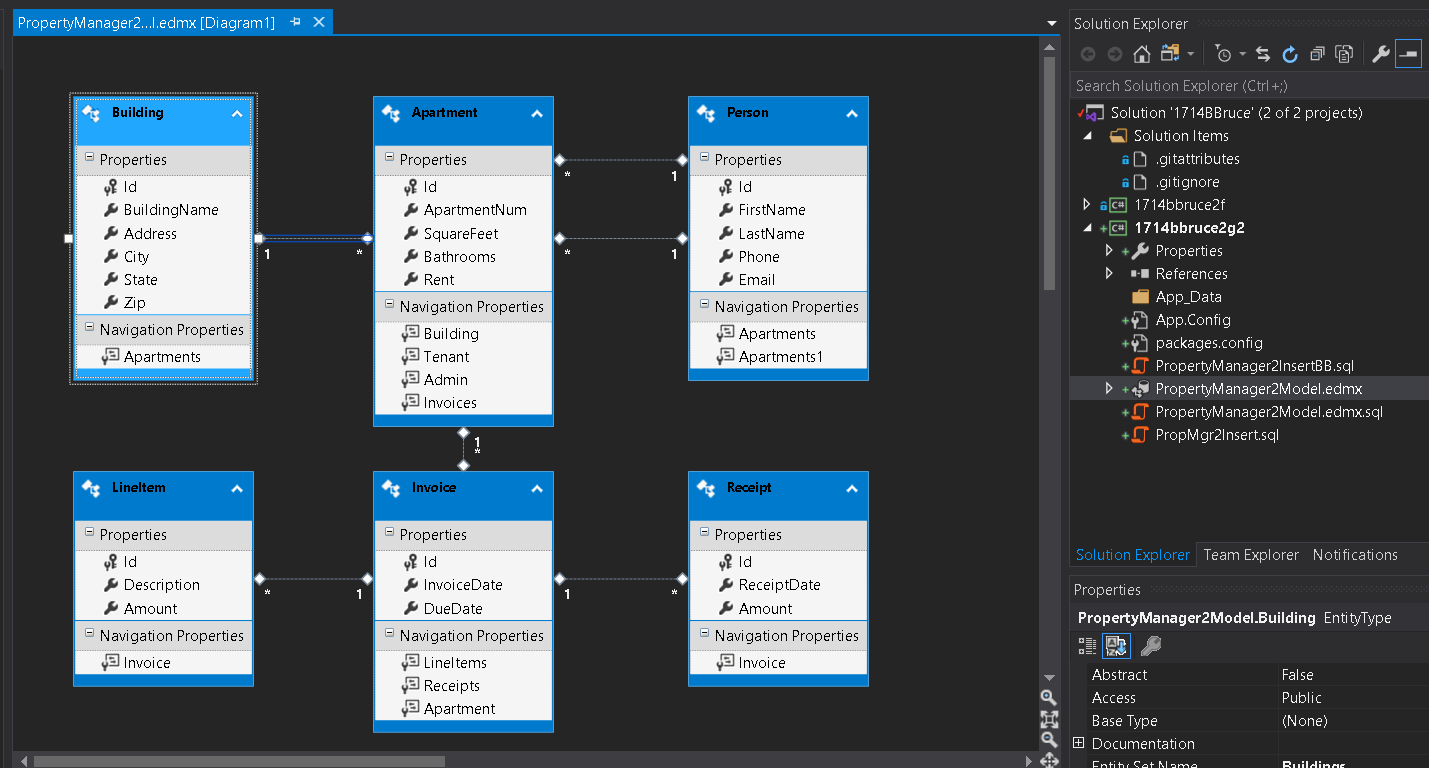 PropertyManager2...l.edmx [Diagram1]
Building
Properties
Id
BuildingName
Address
City
State
Zip
Navigation Properties
Apartments
1
*
Apartment
Properties
Id
ApartmentNum
SquareFeet
Bathrooms
Rent
Navigation Properties
Building
Tenant
Admin
Invoices
*
1
*
1
Person
Properties
Id
FirstName
LastName
Phone
Email
Navigation Properties
Apartments
Apartments1
1
*
LineItem
Properties
Id
Description
Amount
Navigation Properties
Invoice
*
1
Invoice
Properties
Id
InvoiceDate
DueDate
Navigation Properties
LineItems
Receipts
Apartment
1
*
Receipt
Properties
Id
ReceiptDate
Amount
Navigation Properties
Invoice
Solution Explorer
Search Solution Explorer (Ctrl+;)
Solution '1714BBruce' (2 of 2 projects)
Solution Items
.gitattributes
.gitignore
C# 1714bbruce2f
C# 1714bbruce2g2
Properties
References
App_Data
App.Config
packages.config
PropertyManager2InsertBB.sql
PropertyManager2Model.edmx
PropertyManager2Model.edmx.sql
PropMgr2Insert.sql
Solution Explorer Team Explorer Notifications
Properties
PropertyManager2Model.Building EntityType
Abstract False
Access Public
Base Type (None)
Documentation
Entity Set Name Buildings